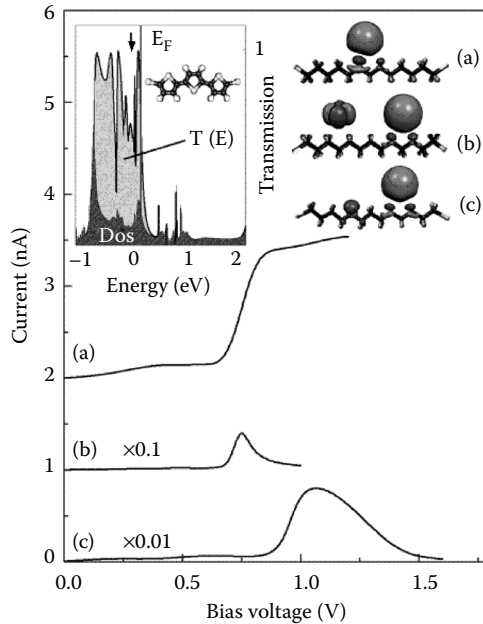 6
5
4
3
2
1
0
Current (nA)
0.0
0.5
1.0
1.5
Bias voltage (V)
E_F
T (E)
Dos
−1
0
1
2
Energy (eV)
1
Transmission
(a)
(b)
(c)
(a)
(b) ×0.1
(c) ×0.01